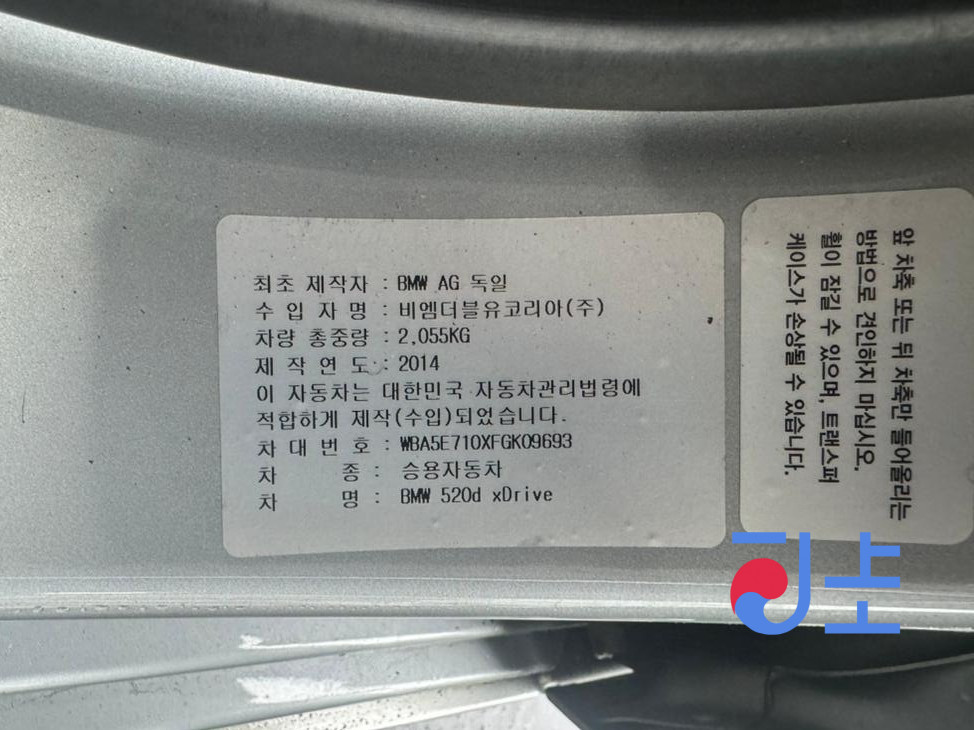 최초 제작자 : BMW AG 독일
수 입 자 명 : 비엠더블유코리아(주)
차량 총중량 : 2,055KG
제 작 연 도 : 2014
이 자동차는 대한민국 자동차관리법령에
적합하게 제작(수입)되었습니다.
차 대 번 호 : WBA5E710XFGK09693
차 종 : 승용자동차
차 명 : BMW 520d xDrive
앞 차축 또는 뒤 차축만 들어올리는
방법으로 견인하지 마십시오.
휠이 잠길 수 있으며, 트랜스퍼
케이스가 손상될 수 있습니다.